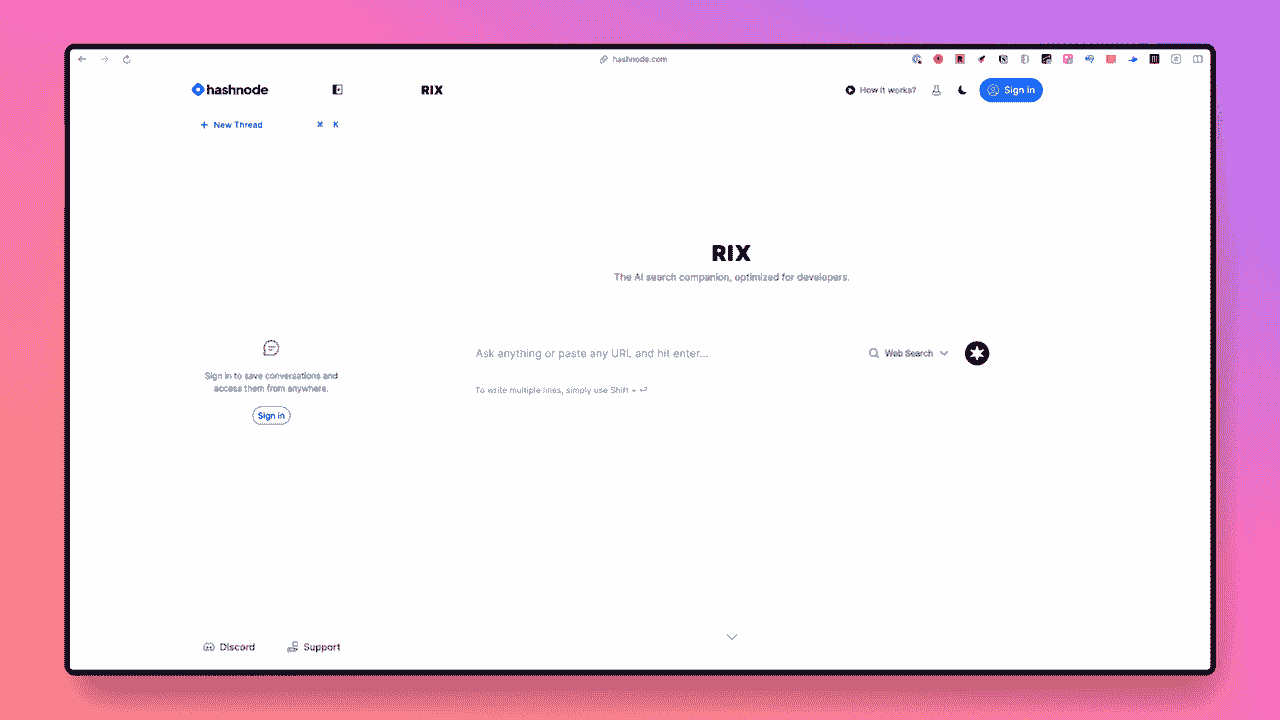 hashnode.com
hashnode
RIX
How it works?
Sign in
New Thread
⌘ K
RIX
The AI search companion, optimized for developers.
Ask anything or paste any URL and hit enter...
Web Search
To write multiple lines, simply use Shift + ↵
Sign in to save conversations and
access them from anywhere.
Sign in
Discord
Support